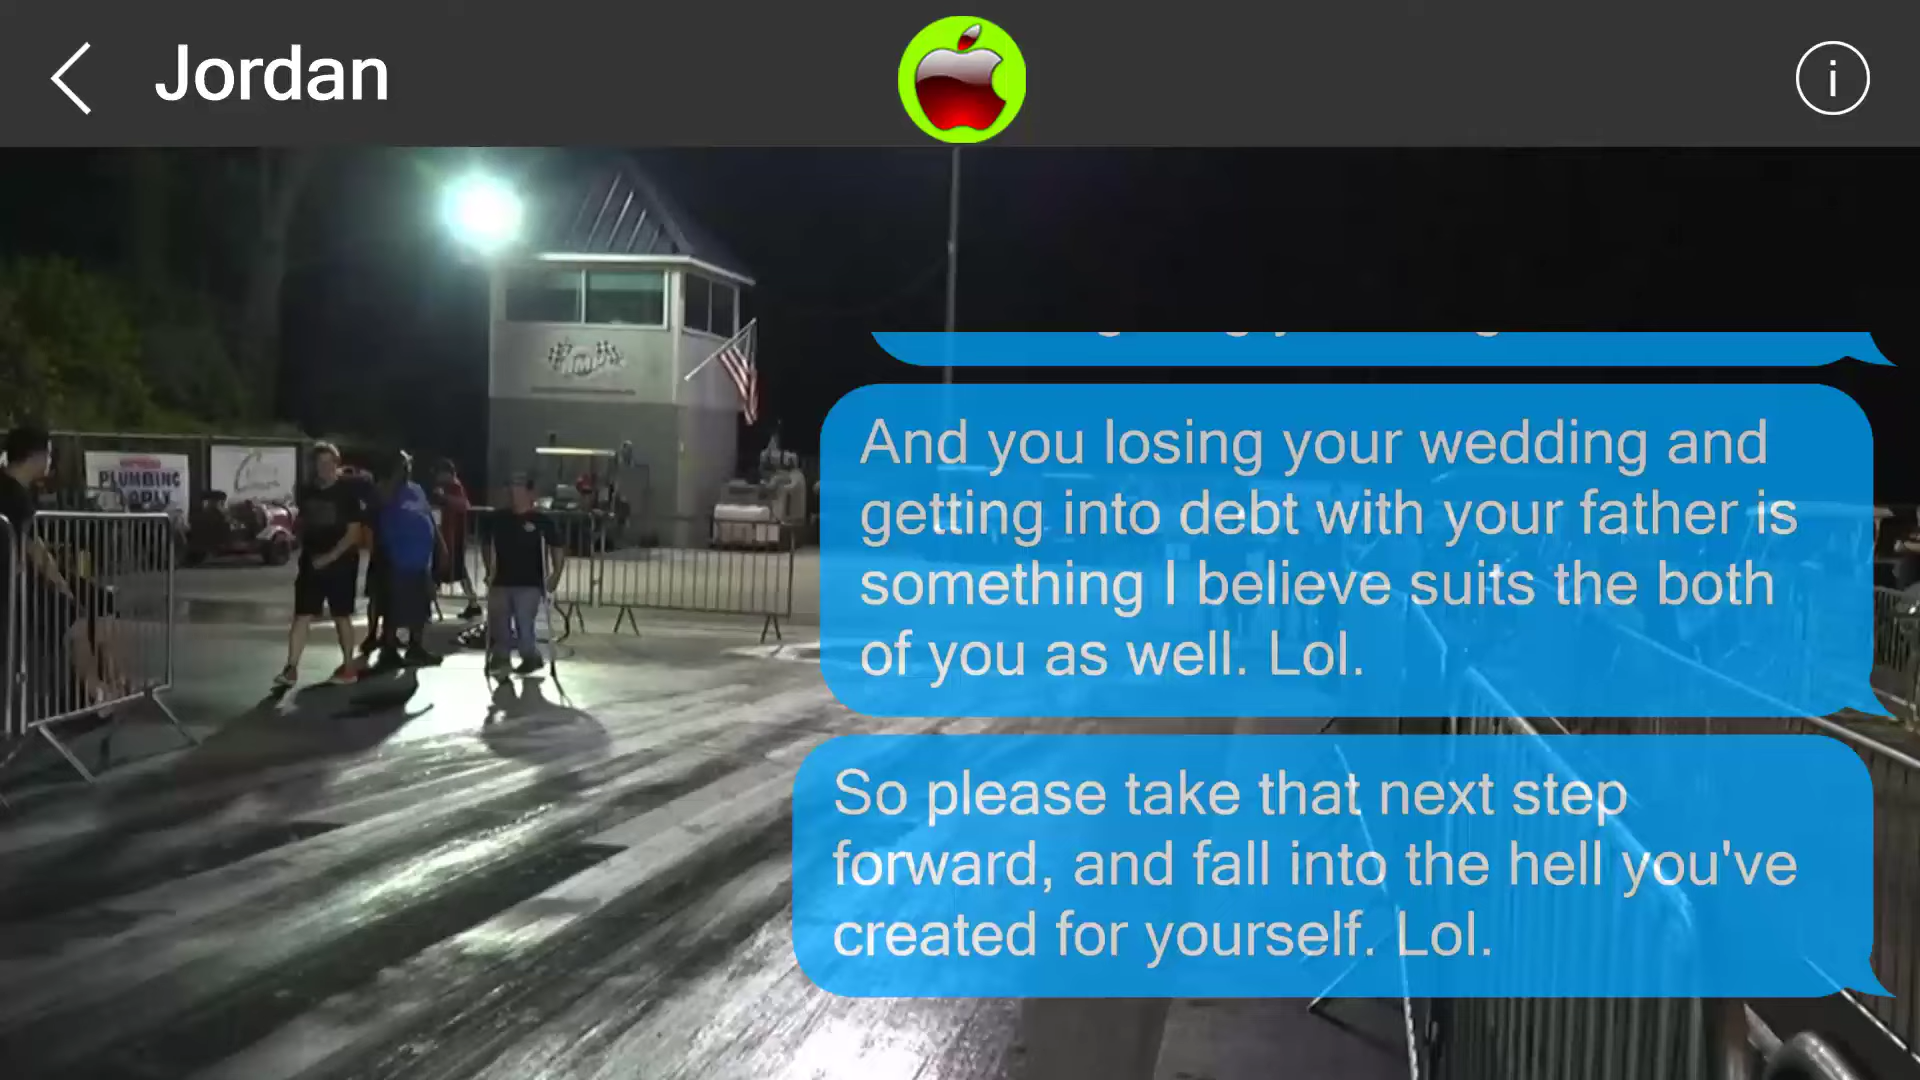 Jordan
And you losing your wedding and
getting into debt with your father is
something I believe suits the both
of you as well. Lol.
So please take that next step
forward, and fall into the hell you've
created for yourself. Lol.
PLUMBING